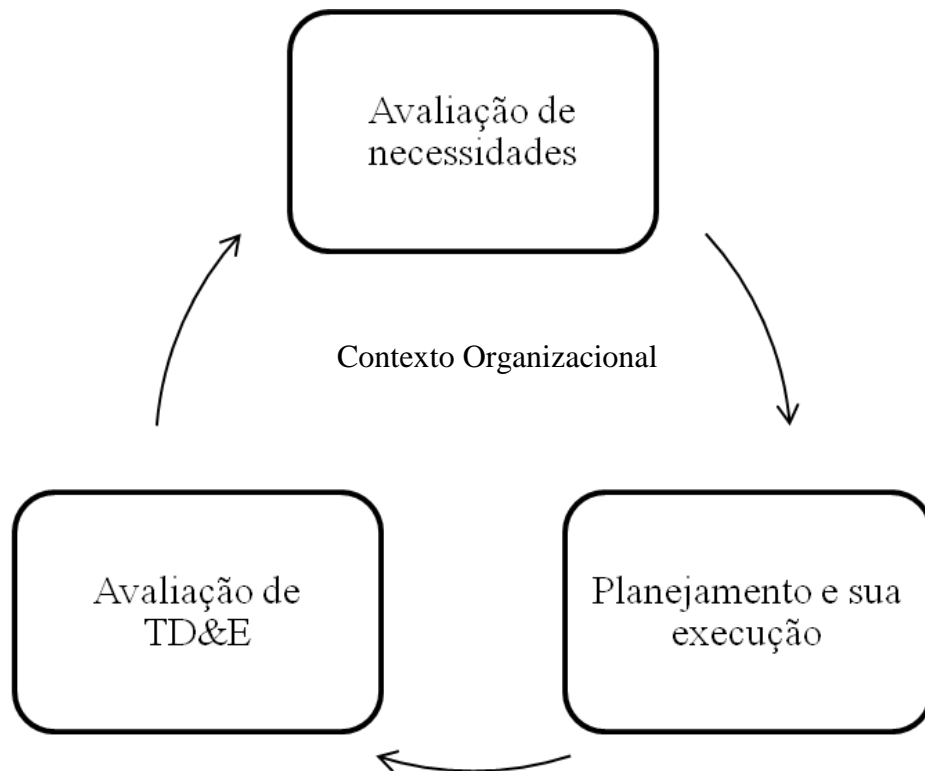 Avaliação de
necessidades
Contexto Organizacional
Avaliação de
TD&E
Planejamento e sua
execução